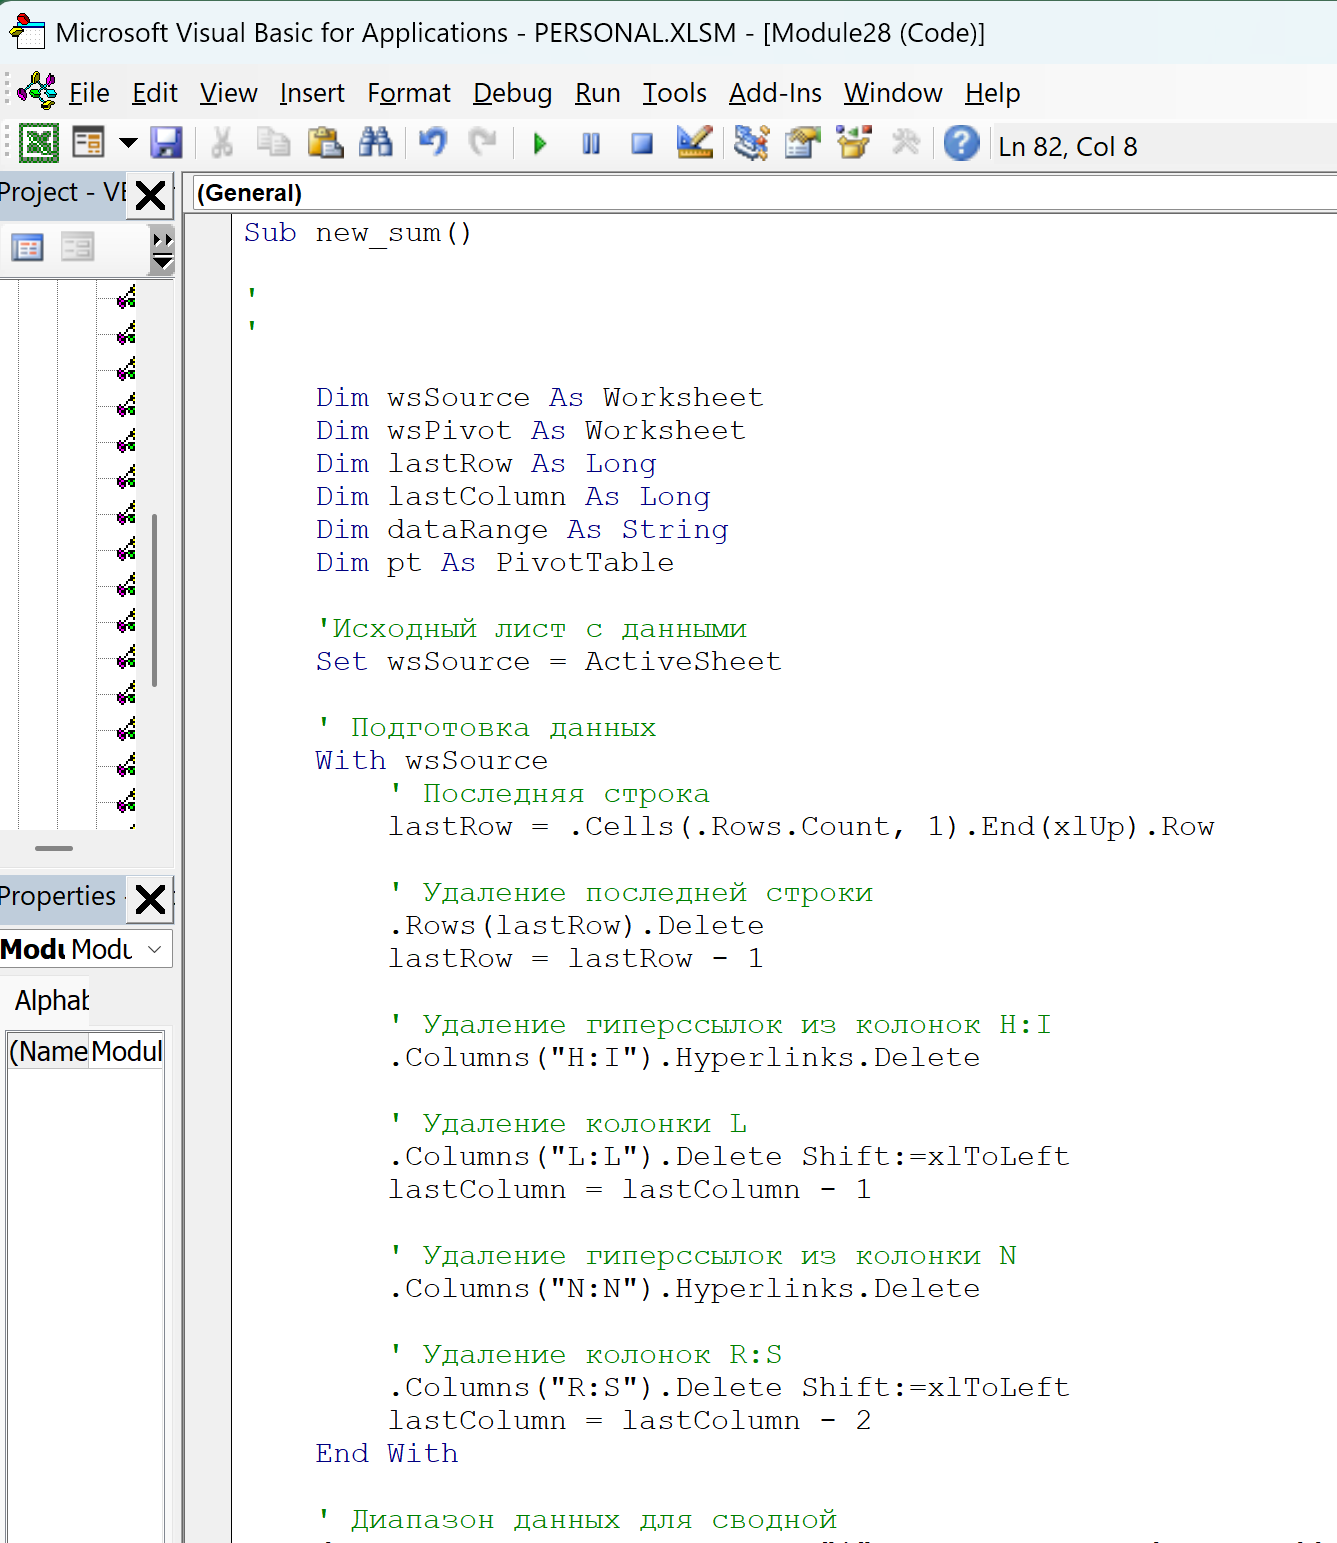 Microsoft Visual Basic for Applications - PERSONAL.XLSM - [Module28 (Code)]
File Edit View Insert Format Debug Run Tools Add-Ins Window Help
Ln 82, Col 8
Project -
(General)
Sub new_sum()
'
'
Dim wsSource As Worksheet
Dim wsPivot As Worksheet
Dim lastRow As Long
Dim lastColumn As Long
Dim dataRange As String
Dim pt As PivotTable
'Исходный лист с данными
Set wsSource = ActiveSheet
' Подготовка данных
With wsSource
' Последняя строка
lastRow = .Cells(.Rows.Count, 1).End(xlUp).Row
' Удаление последней строки
.Rows(lastRow).Delete
lastRow = lastRow - 1
' Удаление гиперссылок из колонок H:I
.Columns("H:I").Hyperlinks.Delete
' Удаление колонки L
.Columns("L:L").Delete Shift:=xlToLeft
lastColumn = lastColumn - 1
' Удаление гиперссылок из колонки N
.Columns("N:N").Hyperlinks.Delete
' Удаление колонок R:S
.Columns("R:S").Delete Shift:=xlToLeft
lastColumn = lastColumn - 2
End With
' Диапазон данных для сводной
Properties -
Modu Modu
Alphab
(Name Modul